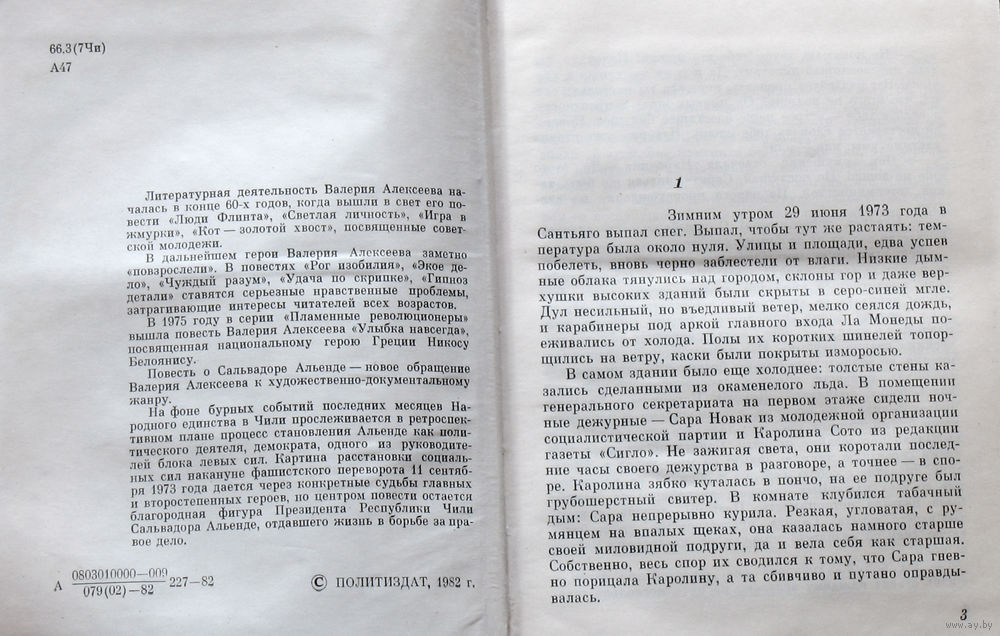 66.3(7Чи)
А47
Литературная деятельность Валерия Алексеева на-
чалась в конце 60-х годов, когда вышли в свет его по-
вести «Люди Флинта», «Светлая личность», «Игра в
жмурки», «Кот — золотой хвост», посвященные совет-
ской молодежи.
В дальнейшем герои Валерия Алексеева заметно
«повзрослели». В повестях «Рог изобилия», «Экое де-
ло», «Чуждый разум», «Удача по скрипке», «Гипноз
детали» ставятся серьезные нравственные проблемы,
затрагивающие интересы читателей всех возрастов.
В 1975 году в серии «Пламенные революционеры»
вышла повесть Валерия Алексеева «Улыбка навсегда»,
посвященная национальному герою Греции Никосу
Белояннису.
Повесть о Сальвадоре Альенде — новое обращение
Валерия Алексеева к художественно-документальному
жанру.
На фоне бурных событий последних месяцев На-
родного единства в Чили прослеживается в ретроспек-
тивном плане процесс становления Альенде как поли-
тического деятеля, демократа, одного из руководите-
лей блока левых сил. Картина расстановки социаль-
ных сил накануне фашистского переворота 11 сентяб-
ря 1973 года дается через конкретные судьбы главных
и второстепенных героев, но центром повести остается
благородная фигура Президента Республики Чили
Сальвадора Альенде, отдавшего жизнь в борьбе за пра-
вое дело.
А 0803010000—009
079(02)—82 227—82
© ПОЛИТИЗДАТ, 1982 г.
1
Зимним утром 29 июня 1973 года в
Сантьяго выпал снег. Выпал, чтобы тут же растаять: тем-
пература была около нуля. Улицы и площади, едва успев
побелеть, вновь черно заблестели от влаги. Низкие дым-
ные облака тянулись над городом, склоны гор и даже вер-
хушки высоких зданий были скрыты в серо-синей мгле.
Дул несильный, но въедливый ветер, мелко сеялся дождь,
и карабинеры под аркой главного входа Ла Монеды по-
еживались от холода. Полы их коротких шинелей топор-
щились на ветру, каски были покрыты изморосью.
В самом здании было еще холоднее: толстые стены ка-
зались сделанными из окаменелого льда. В помещении
генерального секретариата на первом этаже сидели ноч-
ные дежурные — Сара Новак из молодежной организации
социалистической партии и Каролина Сото из редакции
газеты «Сигло». Не зажигая света, они коротали послед-
ние часы своего дежурства в разговоре, а точнее — в спо-
ре. Каролина зябко куталась в пончо, на ее подруге был
грубошерстный свитер. В комнате клубился табачный
дым: Сара непрерывно курила. Резкая, угловатая, с ру-
мянцем на впалых щеках, она казалась намного старше
своей миловидной подруги, да и вела себя как старшая.
Собственно, весь спор их сводился к тому, что Сара гнев-
но порицала Каролину, а та сбивчиво и путано оправды-
валась.
3
www.ay.by